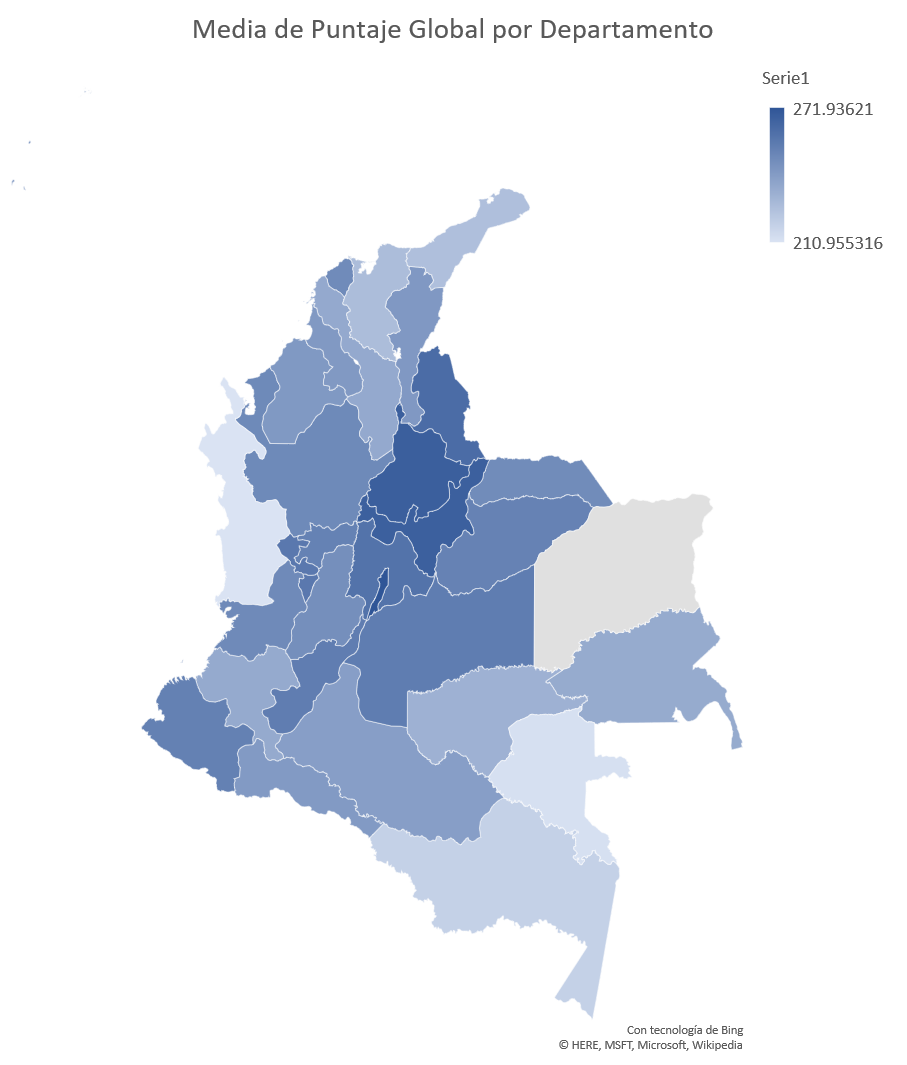 Media de Puntaje Global por Departamento
Serie1
271.93621
210.955316
Con tecnología de Bing
© HERE, MSFT, Microsoft, Wikipedia